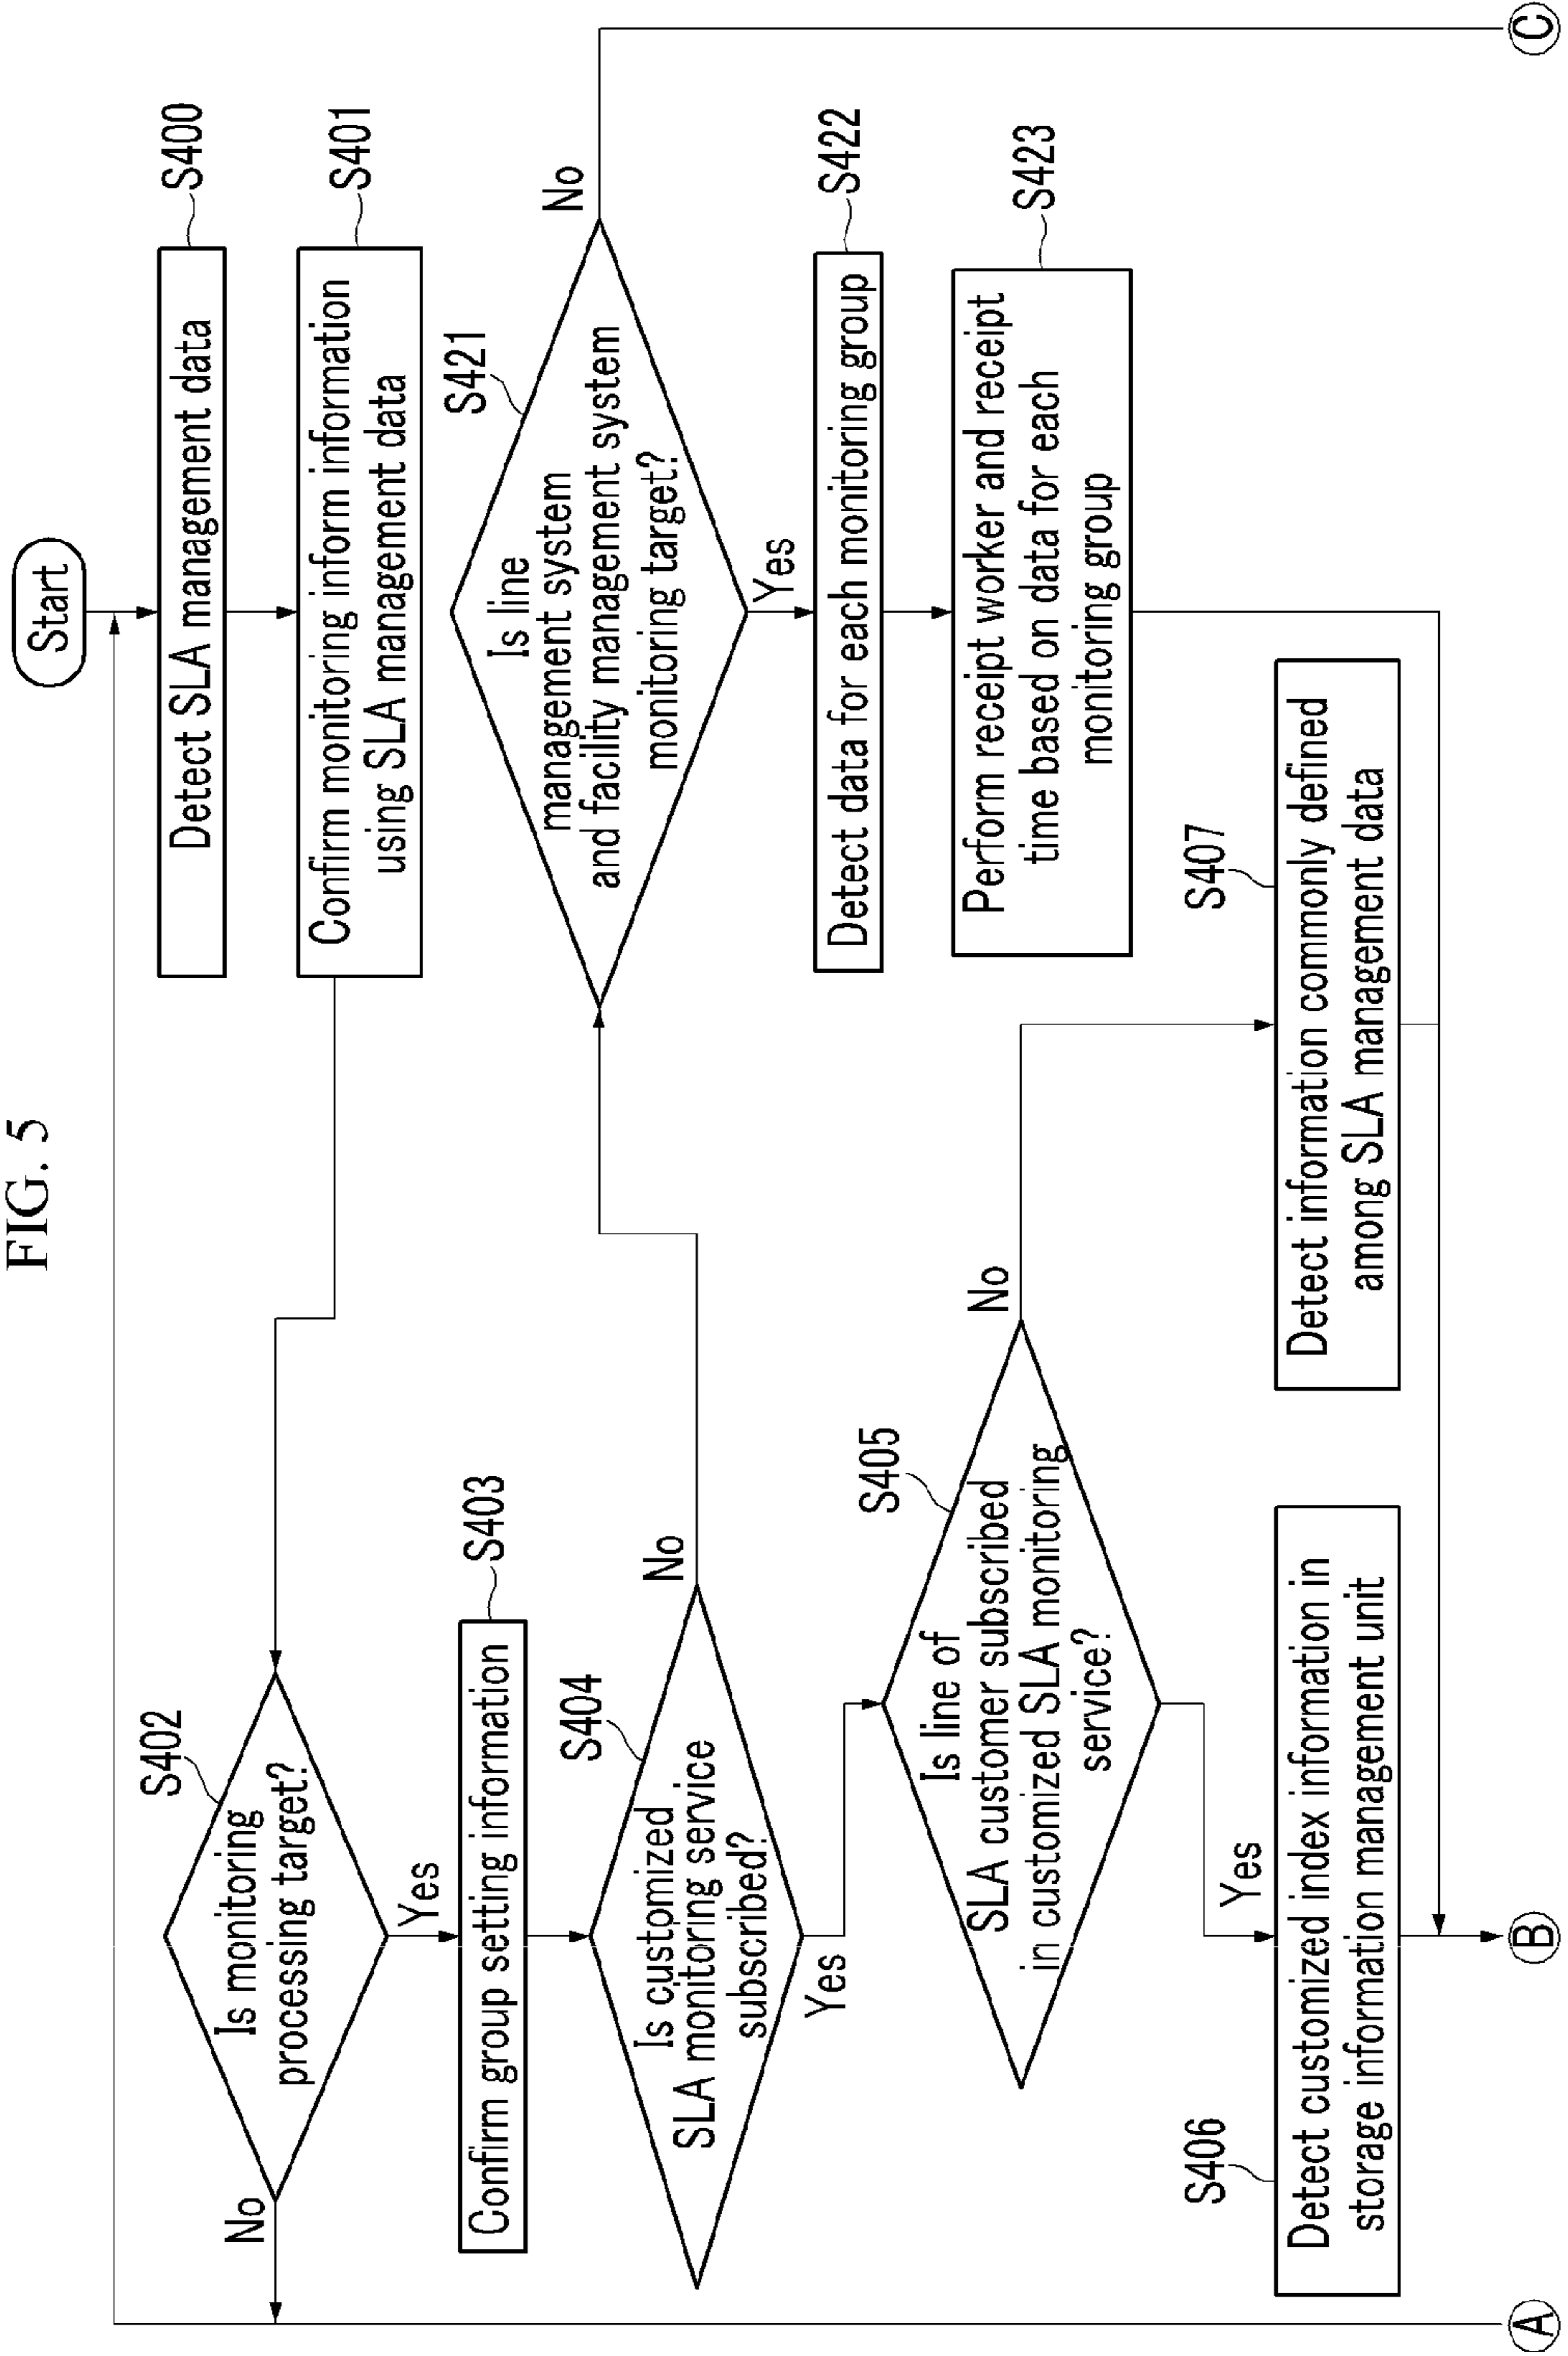 FIG. 5
Start
Detect SLA management data
S400
Confirm monitoring inform information
using SLA management data
S401
S402
Is monitoring
processing target?
No
Yes
Confirm group setting information
S403
S404
Is customized
SLA monitoring service
subscribed?
No
Yes
S421
Is line
management system
and facility management system
monitoring target?
No
Yes
Detect data for each monitoring group
S422
Perform receipt worker and receipt
time based on data for each
monitoring group
S423
S405
Is line of
SLA customer subscribed
in customized SLA monitoring
service?
No
Yes
S406
Detect customized index information in
storage information management unit
S407
Detect information commonly defined
among SLA management data
A
B
C